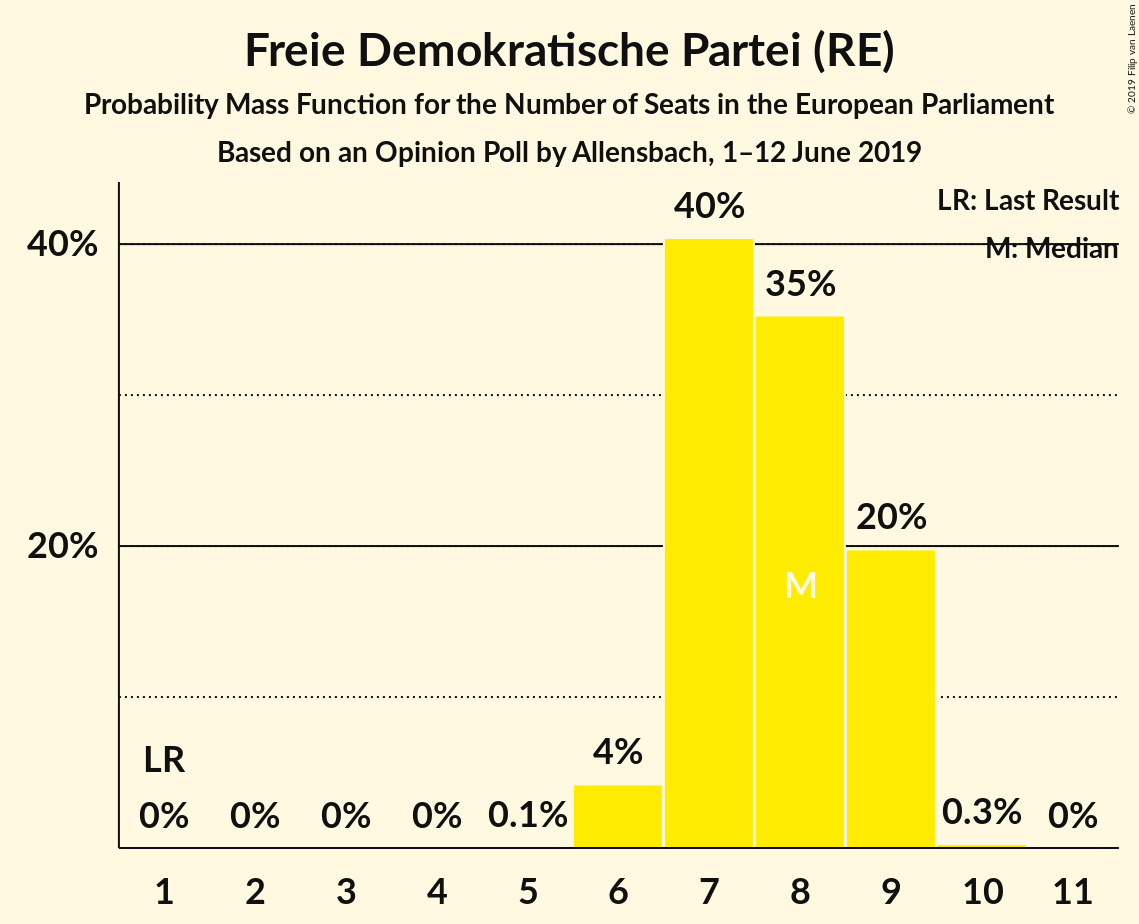 Freie Demokratische Partei (RE)
Probability Mass Function for the Number of Seats in the European Parliament
Based on an Opinion Poll by Allensbach, 1–12 June 2019
© 2019 Filip van Laenen
LR: Last Result
M: Median
40%
20%
LR
0%
0%
0%
0%
0.1%
4%
40%
35%
M
20%
0.3%
0%
1 2 3 4 5 6 7 8 9 10 11